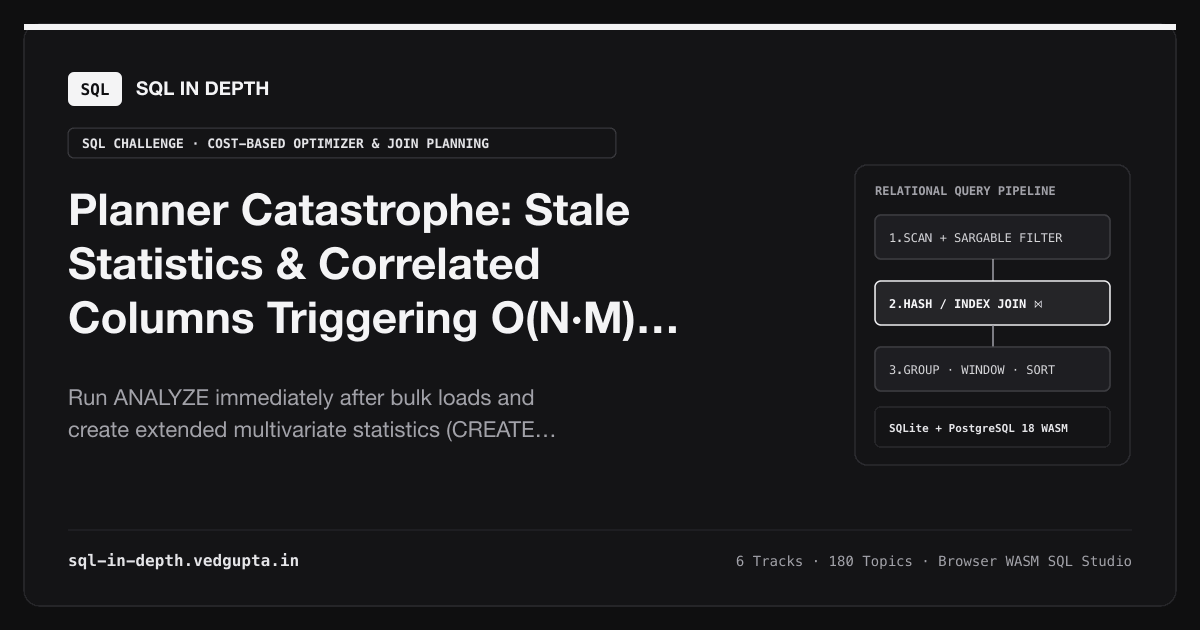 SQL
SQL IN DEPTH
SQL CHALLENGE · COST-BASED OPTIMIZER & JOIN PLANNING
Planner Catastrophe: Stale
Statistics & Correlated
Columns Triggering O(N·M)...
Run ANALYZE immediately after bulk loads and
create extended multivariate statistics (CREATE...
RELATIONAL QUERY PIPELINE
1.SCAN + SARGABLE FILTER
2.HASH / INDEX JOIN ⋈
3.GROUP · WINDOW · SORT
SQLite + PostgreSQL 18 WASM
sql-in-depth.vedgupta.in
6 Tracks · 180 Topics · Browser WASM SQL Studio